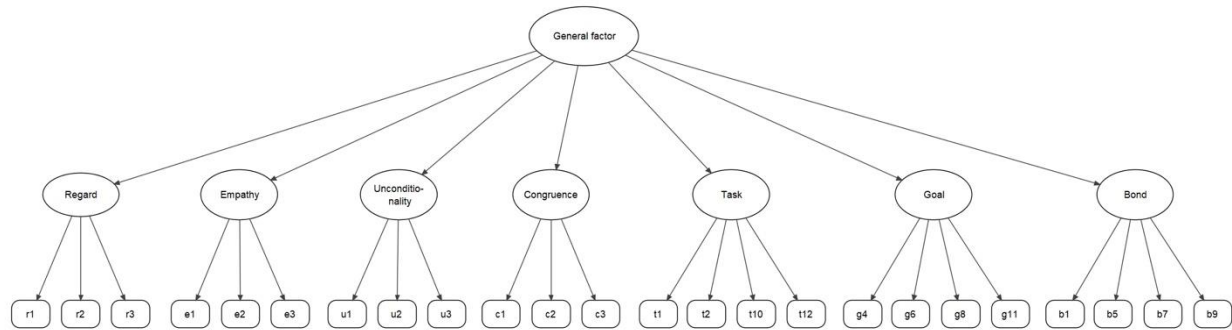 General factor
Regard
Empathy
Unconditio-
nality
Congruence
Task
Goal
Bond
r1 r2 r3 e1 e2 e3 u1 u2 u3 c1 c2 c3 t1 t2 t10 t12 g4 g6 g8 g11 b1 b5 b7 b9